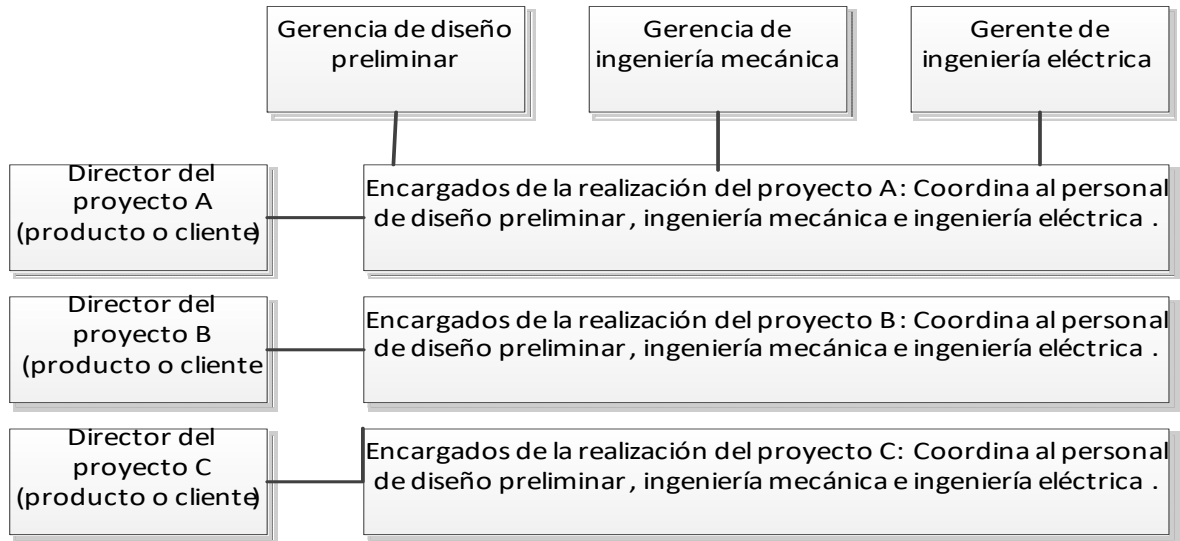 Gerencia de diseño
preliminar
Gerencia de
ingeniería mecánica
Gerente de
ingeniería eléctrica
Director del
proyecto A
(producto o cliente)
Encargados de la realización del proyecto A: Coordina al personal
de diseño preliminar, ingeniería mecánica e ingeniería eléctrica .
Director del
proyecto B
(producto o cliente
Encargados de la realización del proyecto B: Coordina al personal
de diseño preliminar, ingeniería mecánica e ingeniería eléctrica .
Director del
proyecto C
(producto o cliente)
Encargados de la realización del proyecto C: Coordina al personal
de diseño preliminar, ingeniería mecánica e ingeniería eléctrica .